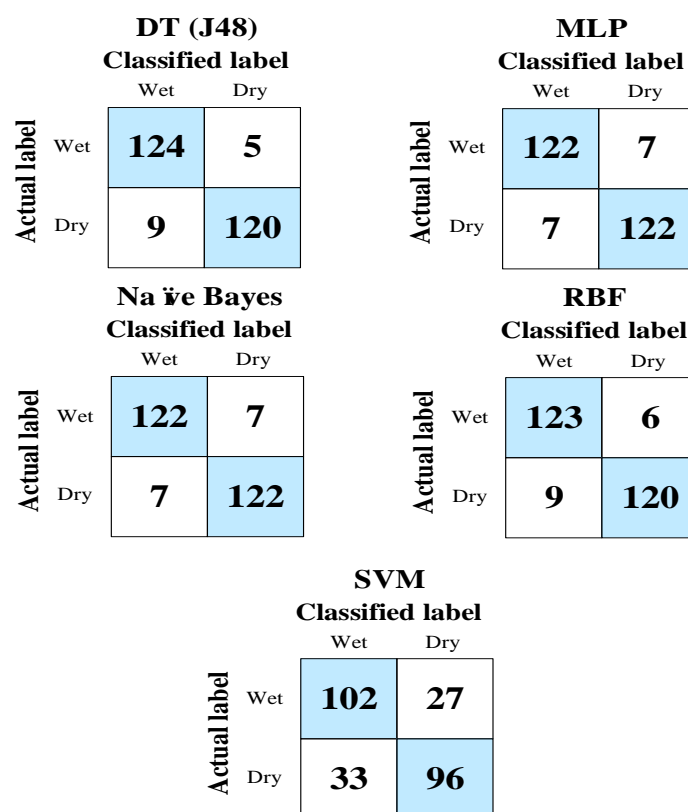 DT (J48)
Classified label
Wet Dry
Actual label
Wet 124 5
Dry 9 120
MLP
Classified label
Wet Dry
Actual label
Wet 122 7
Dry 7 122
Naïve Bayes
Classified label
Wet Dry
Actual label
Wet 122 7
Dry 7 122
RBF
Classified label
Wet Dry
Actual label
Wet 123 6
Dry 9 120
SVM
Classified label
Wet Dry
Actual label
Wet 102 27
Dry 33 96